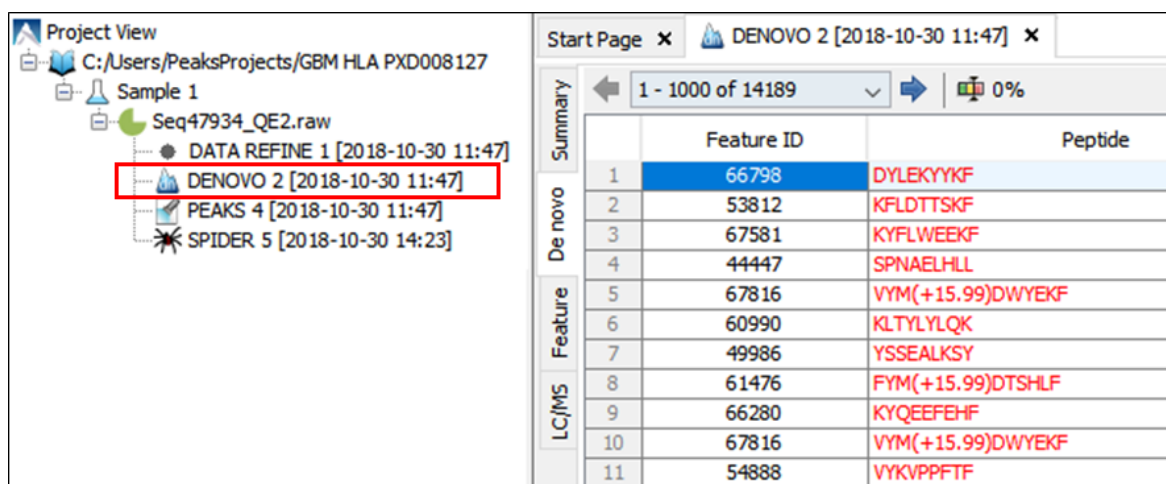 Project View
C:/Users/PeaksProjects/GBM HLA PXD008127
Sample 1
Seq47934_QE2.raw
DATA REFINE 1 [2018-10-30 11:47]
DENOVO 2 [2018-10-30 11:47]
PEAKS 4 [2018-10-30 11:47]
SPIDER 5 [2018-10-30 14:23]
Start Page × DENOVO 2 [2018-10-30 11:47] ×
Summary
De novo
Feature
LC/MS
1 - 1000 of 14189 0%
Feature ID Peptide
1 66798 DYLEKYYKF
2 53812 KFLDTTSKF
3 67581 KYFLWEEKF
4 44447 SPNAELHLL
5 67816 VYM(+15.99)DWYEKF
6 60990 KLTYLYLQK
7 49986 YSSEALKSY
8 61476 FYM(+15.99)DTSHLF
9 66280 KYQEEFEHF
10 67816 VYM(+15.99)DWYEKF
11 54888 VYKVPPFTF